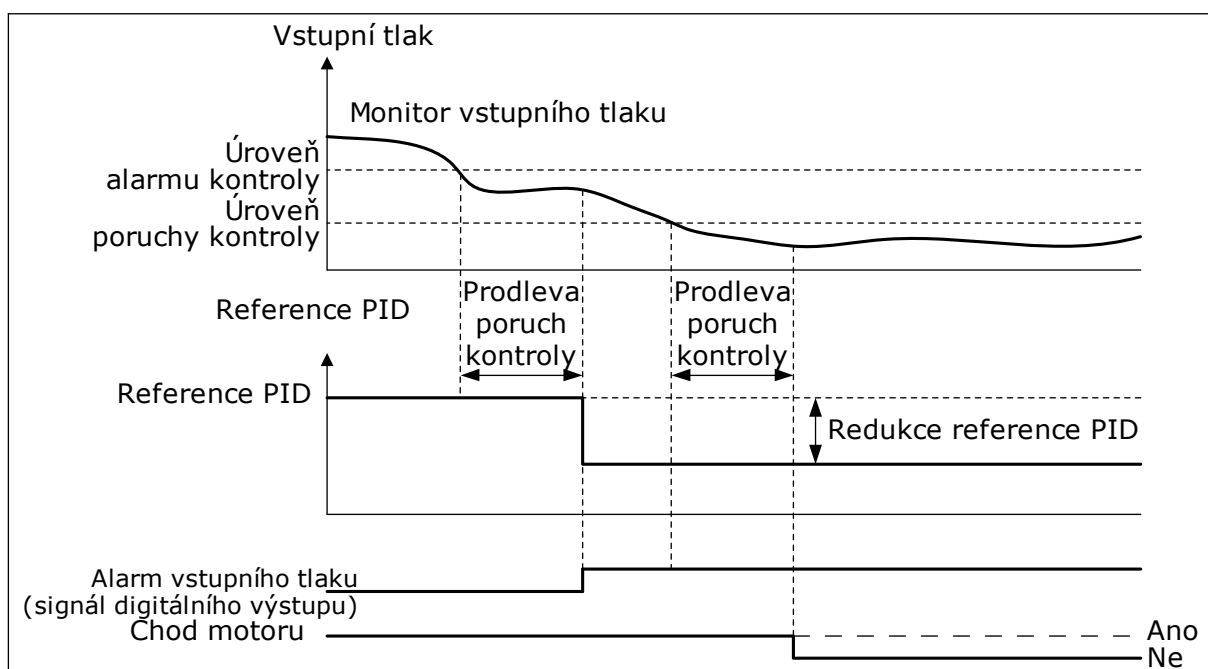 Vstupní tlak
Monitor vstupního tlaku
Úroveň
alarmu kontroly
Úroveň
poruchy kontroly
Reference PID
Prodleva
poruch
kontroly
Prodleva
poruch
kontroly
Reference PID
Redukce reference PID
Alarm vstupního tlaku
(signál digitálního výstupu)
Chod motoru
Ano
Ne